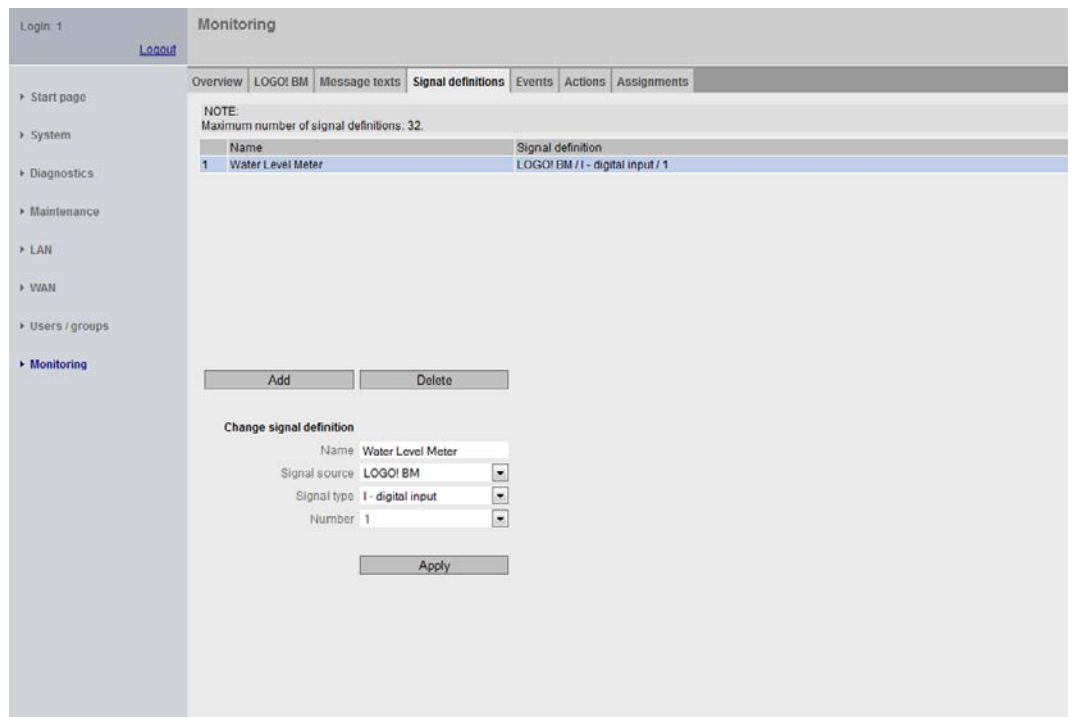 Login: 1
Logout
Monitoring
Start page
System
Diagnostics
Maintenance
LAN
WAN
Users / groups
Monitoring
Overview LOGO! BM Message texts Signal definitions Events Actions Assignments
NOTE:
Maximum number of signal definitions: 32.
Name Signal definition
1 Water Level Meter LOGO! BM / I - digital input / 1
Add Delete
Change signal definition
Name Water Level Meter
Signal source LOGO! BM
Signal type I - digital input
Number 1
Apply